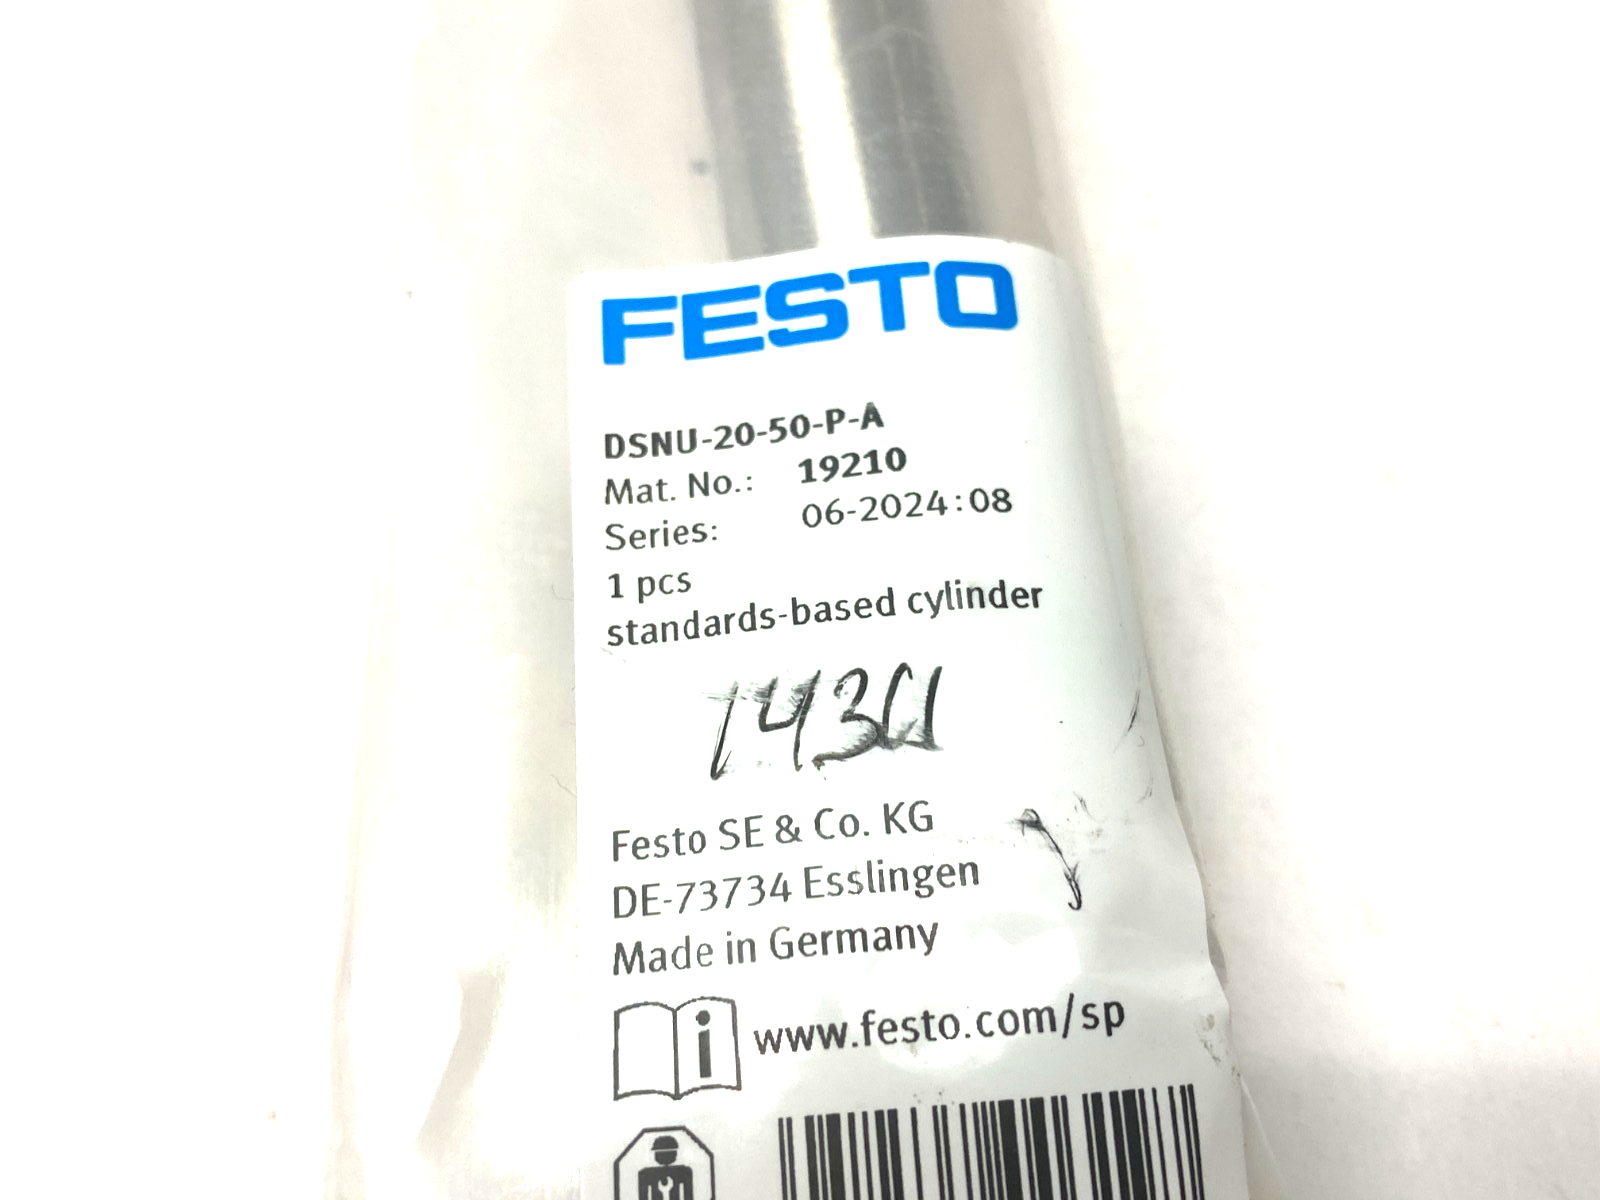 FESTO
DSNU-20-50-P-A
Mat. No.: 19210
Series: 06-2024:08
1 pcs
standards-based cylinder
Festo SE & Co. KG
DE-73734 Esslingen
Made in Germany
www.festo.com/sp